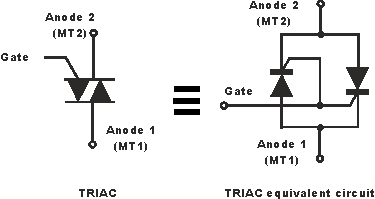 Anode 2
(MT2)
Gate
Anode 1
(MT1)
TRIAC
Anode 2
(MT2)
Gate
Anode 1
(MT1)
TRIAC equivalent circuit